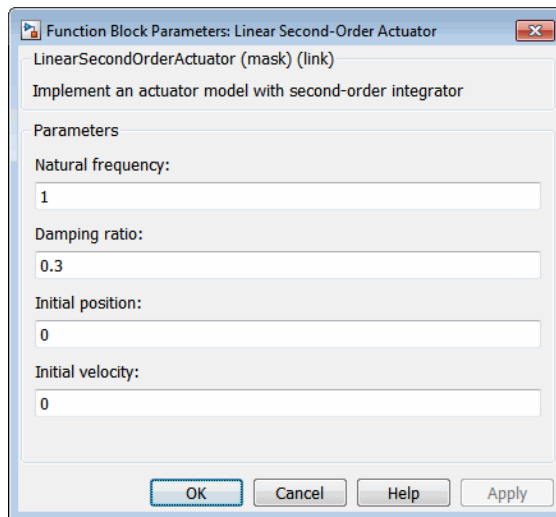 Function Block Parameters: Linear Second-Order Actuator
LinearSecondOrderActuator (mask) (link)
Implement an actuator model with second-order integrator
Parameters
Natural frequency:
1
Damping ratio:
0.3
Initial position:
0
Initial velocity:
0
OK Cancel Help Apply